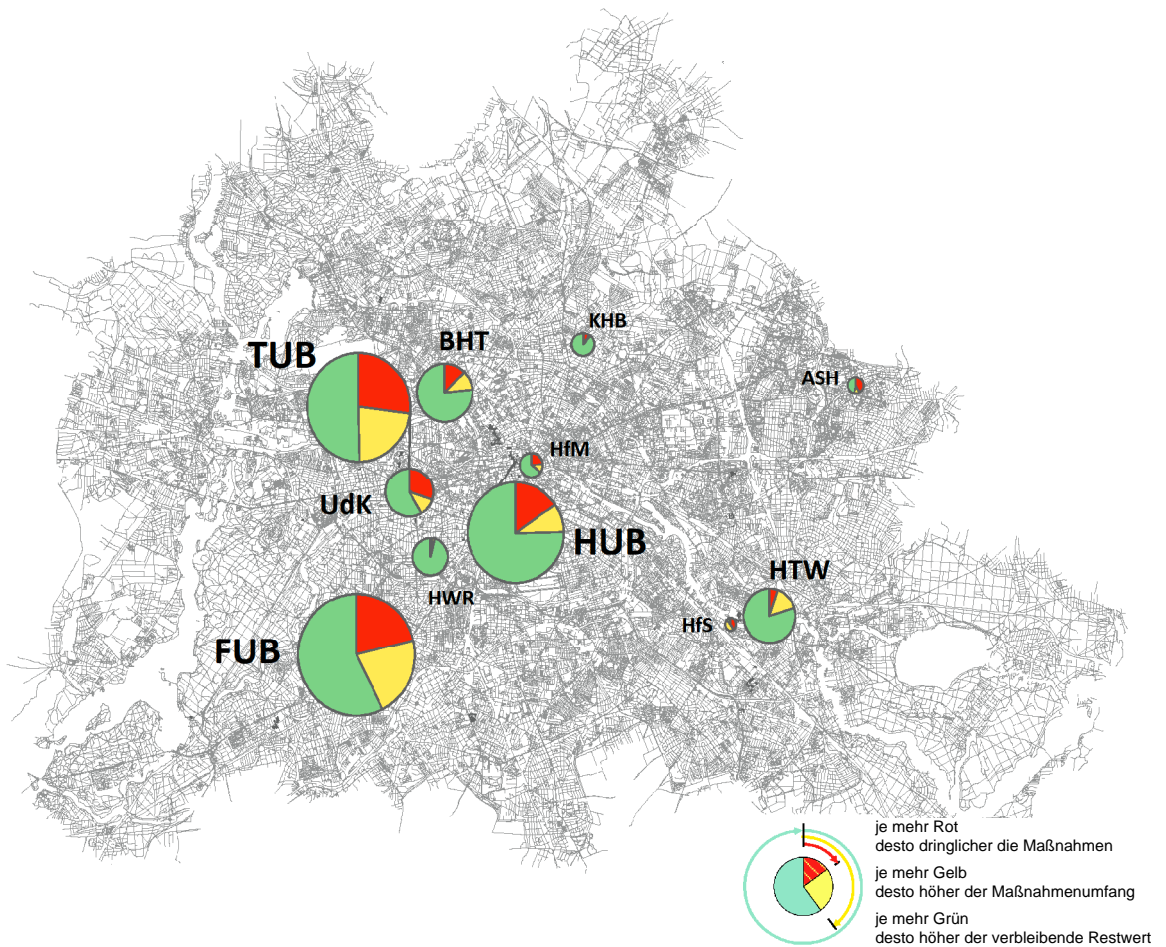 KHB
BHT
TUB
ASH
HfM
UdK
HUB
HTW
HWR
HfS
FUB
je mehr Rot
desto dringlicher die Maßnahmen
je mehr Gelb
desto höher der Maßnahmenumfang
je mehr Grün
desto höher der verbleibende Restwert